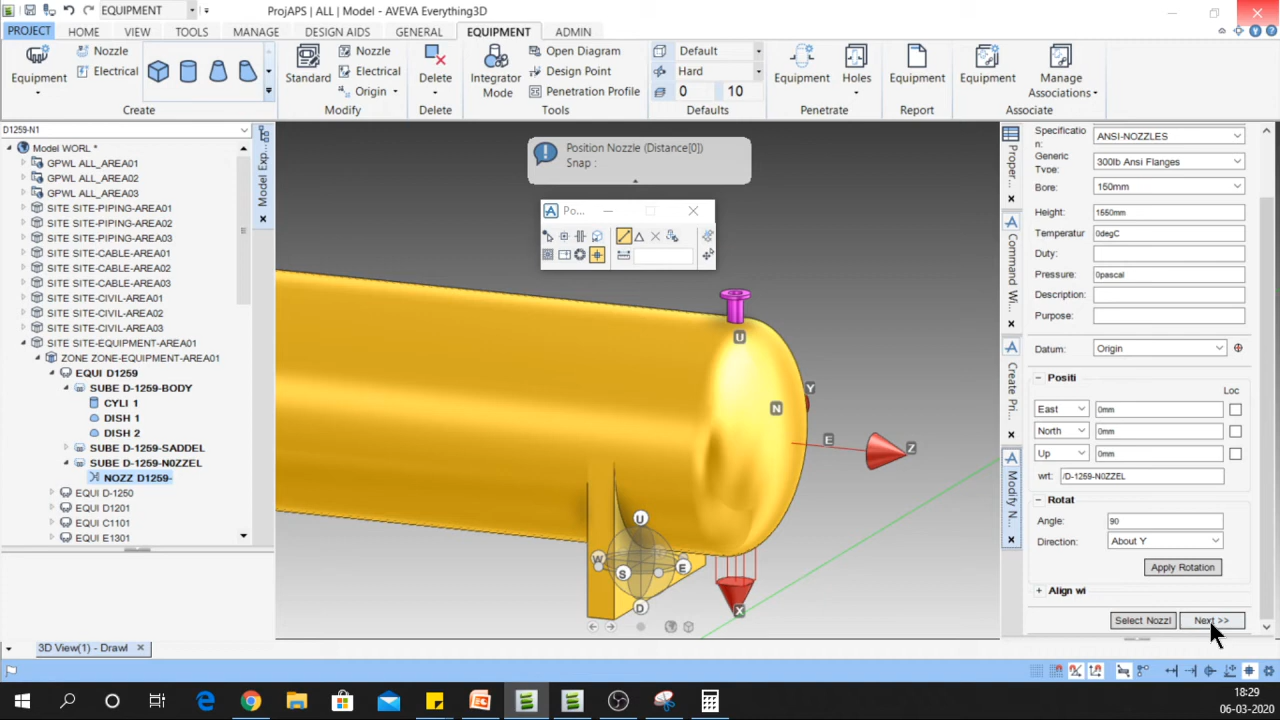 EQUIPMENT
ProjAPS | ALL | Model - AVEVA Everything3D
PROJECT HOME VIEW TOOLS MANAGE DESIGN AIDS GENERAL EQUIPMENT ADMIN
Equipment
Nozzle
Electrical
Create
Standard
Nozzle
Electrical
Origin
Modify
Delete
Delete
Integrator Mode
Open Diagram
Design Point
Penetration Profile
Tools
Default
Hard
0 10
Defaults
Equipment
Holes
Penetrate
Equipment
Report
Equipment
Manage Associations
Associate
D1259-N1
Model WORL *
GPWL ALL_AREA01
GPWL ALL_AREA02
GPWL ALL_AREA03
SITE SITE-PIPING-AREA01
SITE SITE-PIPING-AREA02
SITE SITE-PIPING-AREA03
SITE SITE-CABLE-AREA01
SITE SITE-CABLE-AREA02
SITE SITE-CABLE-AREA03
SITE SITE-CIVIL-AREA01
SITE SITE-CIVIL-AREA02
SITE SITE-CIVIL-AREA03
SITE SITE-EQUIPMENT-AREA01
ZONE ZONE-EQUIPMENT-AREA01
EQUI D1259
SUBE D-1259-BODY
CYLI 1
DISH 1
DISH 2
SUBE D-1259-SADDEL
SUBE D-1259-N0ZZEL
NOZZ D1259-
EQUI D-1250
EQUI D1201
EQUI C1101
EQUI E1301
Model Exp...
Position Nozzle (Distance[0])
Snap :
Po...
U
N
Y
E
Z
X
U
W
S
E
D
Proper...
Command Wi...
Create Pri...
Modify N...
Specification:
ANSI-NOZZLES
Generic Type:
300lb Ansi Flanges
Bore: 150mm
Height: 1550mm
Temperatur 0degC
Duty:
Pressure: 0pascal
Description:
Purpose:
Datum: Origin
Positi
Loc
East 0mm
North 0mm
Up 0mm
wrt: /D-1259-N0ZZEL
Rotat
Angle: 90
Direction: About Y
Apply Rotation
Align wi
Select Nozzl Next >>
3D View(1) - Drawl
18:29
06-03-2020